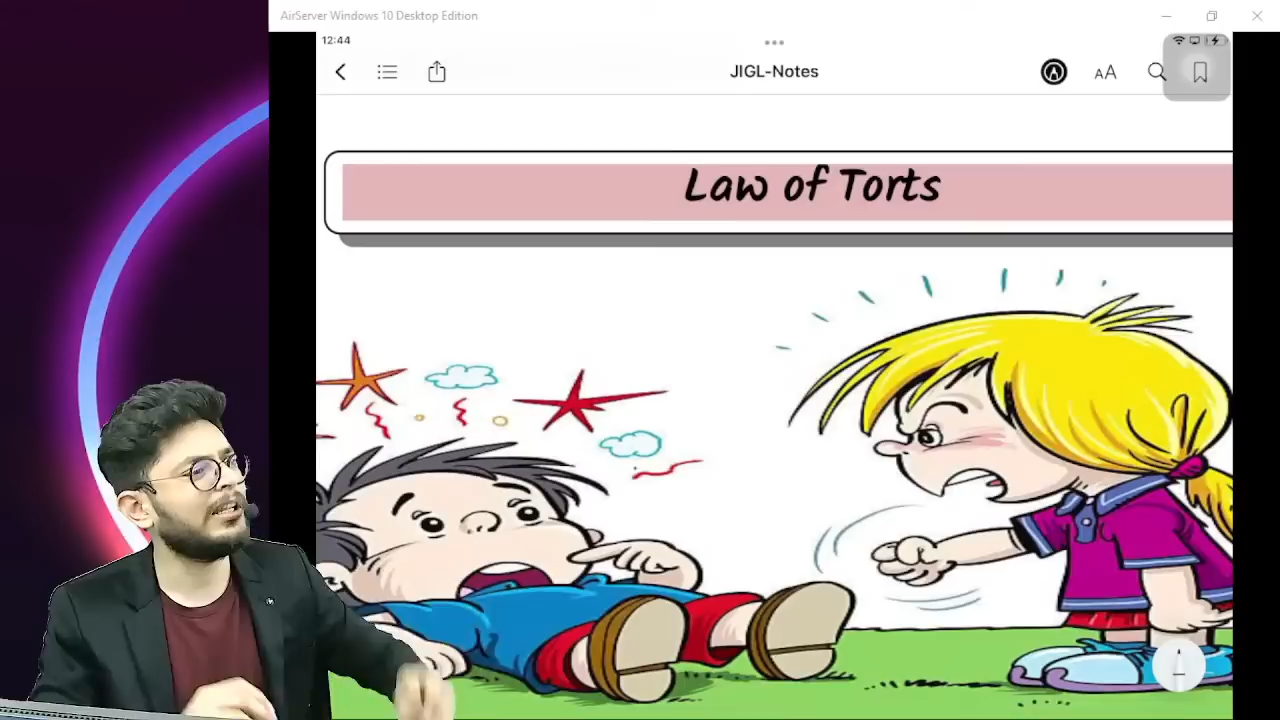 AirServer Windows 10 Desktop Edition
12:44
JIGL-Notes
AA
Law of Torts